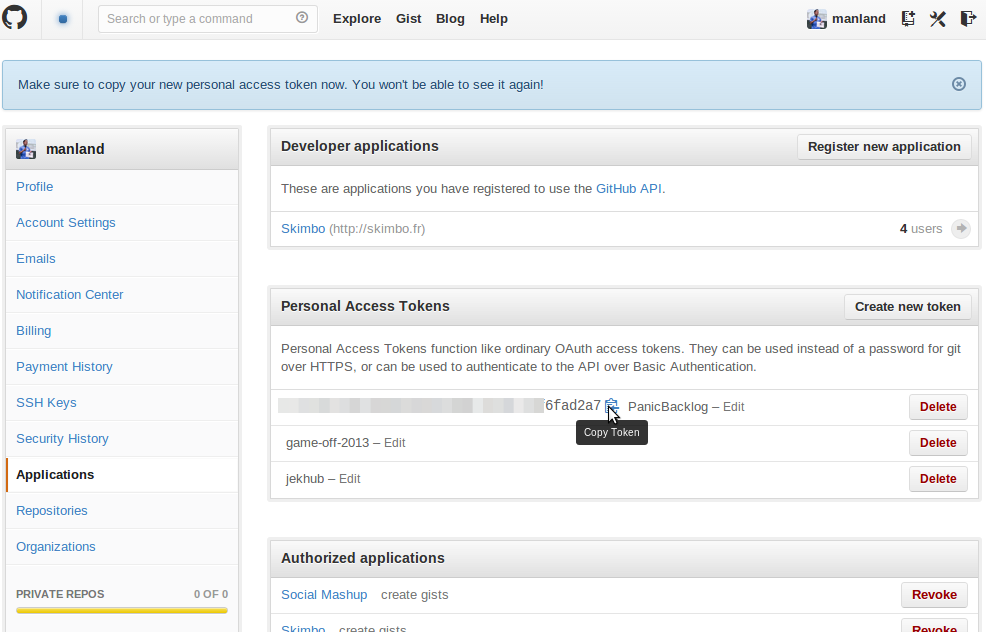 Search or type a command
Explore Gist Blog Help
manland
Make sure to copy your new personal access token now. You won't be able to see it again!
manland
Profile
Account Settings
Emails
Notification Center
Billing
Payment History
SSH Keys
Security History
Applications
Repositories
Organizations
PRIVATE REPOS 0 OF 0
Developer applications Register new application
These are applications you have registered to use the GitHub API.
Skimbo (http://skimbo.fr) 4 users
Personal Access Tokens Create new token
Personal Access Tokens function like ordinary OAuth access tokens. They can be used instead of a password for git
over HTTPS, or can be used to authenticate to the API over Basic Authentication.
6fad2a7 PanicBacklog – Edit Delete
Copy Token
game-off-2013 – Edit Delete
jekhub – Edit Delete
Authorized applications
Social Mashup create gists Revoke
Skimbo create gists Revoke